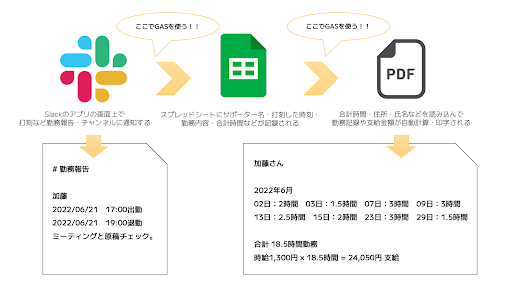 ここでGASを使う！！
ここでGASを使う！！
PDF
Slackのアプリの画面上で
打刻など勤務報告・チャンネルに通知する
スプレッドシートにサポーター名・打刻した時刻・
勤務内容・合計時間などが記録される
合計時間・住所・氏名などを読み込んで
勤務記録や支給金額が自動計算・印字される
# 勤務報告
加藤
2022/06/21　17:00出勤
2022/06/21　19:00退勤
ミーティングと原稿チェック。
加藤さん
2022年6月
02日：2時間　03日：1.5時間　07日：3時間　09日：3時間
13日：2.5時間　15日：2時間　23日：3時間　29日：1.5時間
合計 18.5時間勤務
時給1,300円 x 18.5時間 = 24,050円 支給